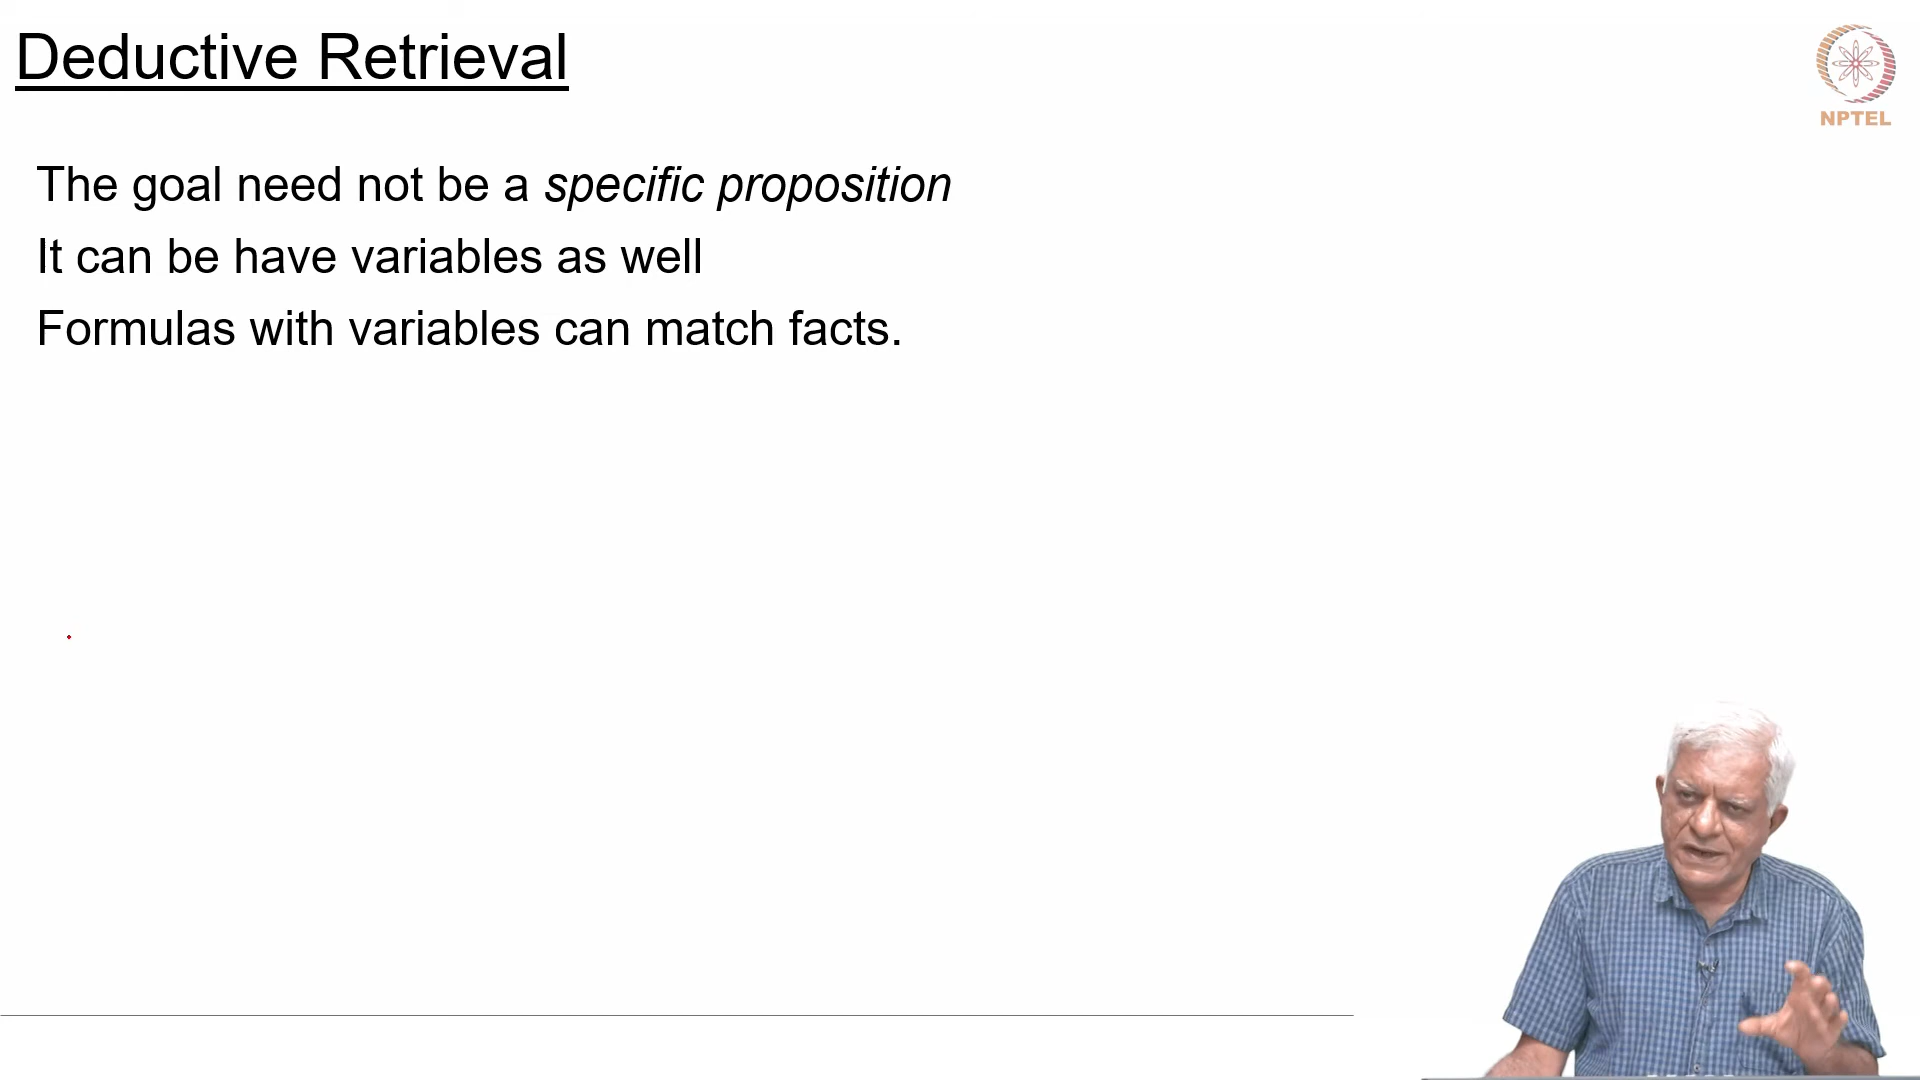 Deductive Retrieval
NPTEL
The goal need not be a specific proposition
It can be have variables as well
Formulas with variables can match facts.